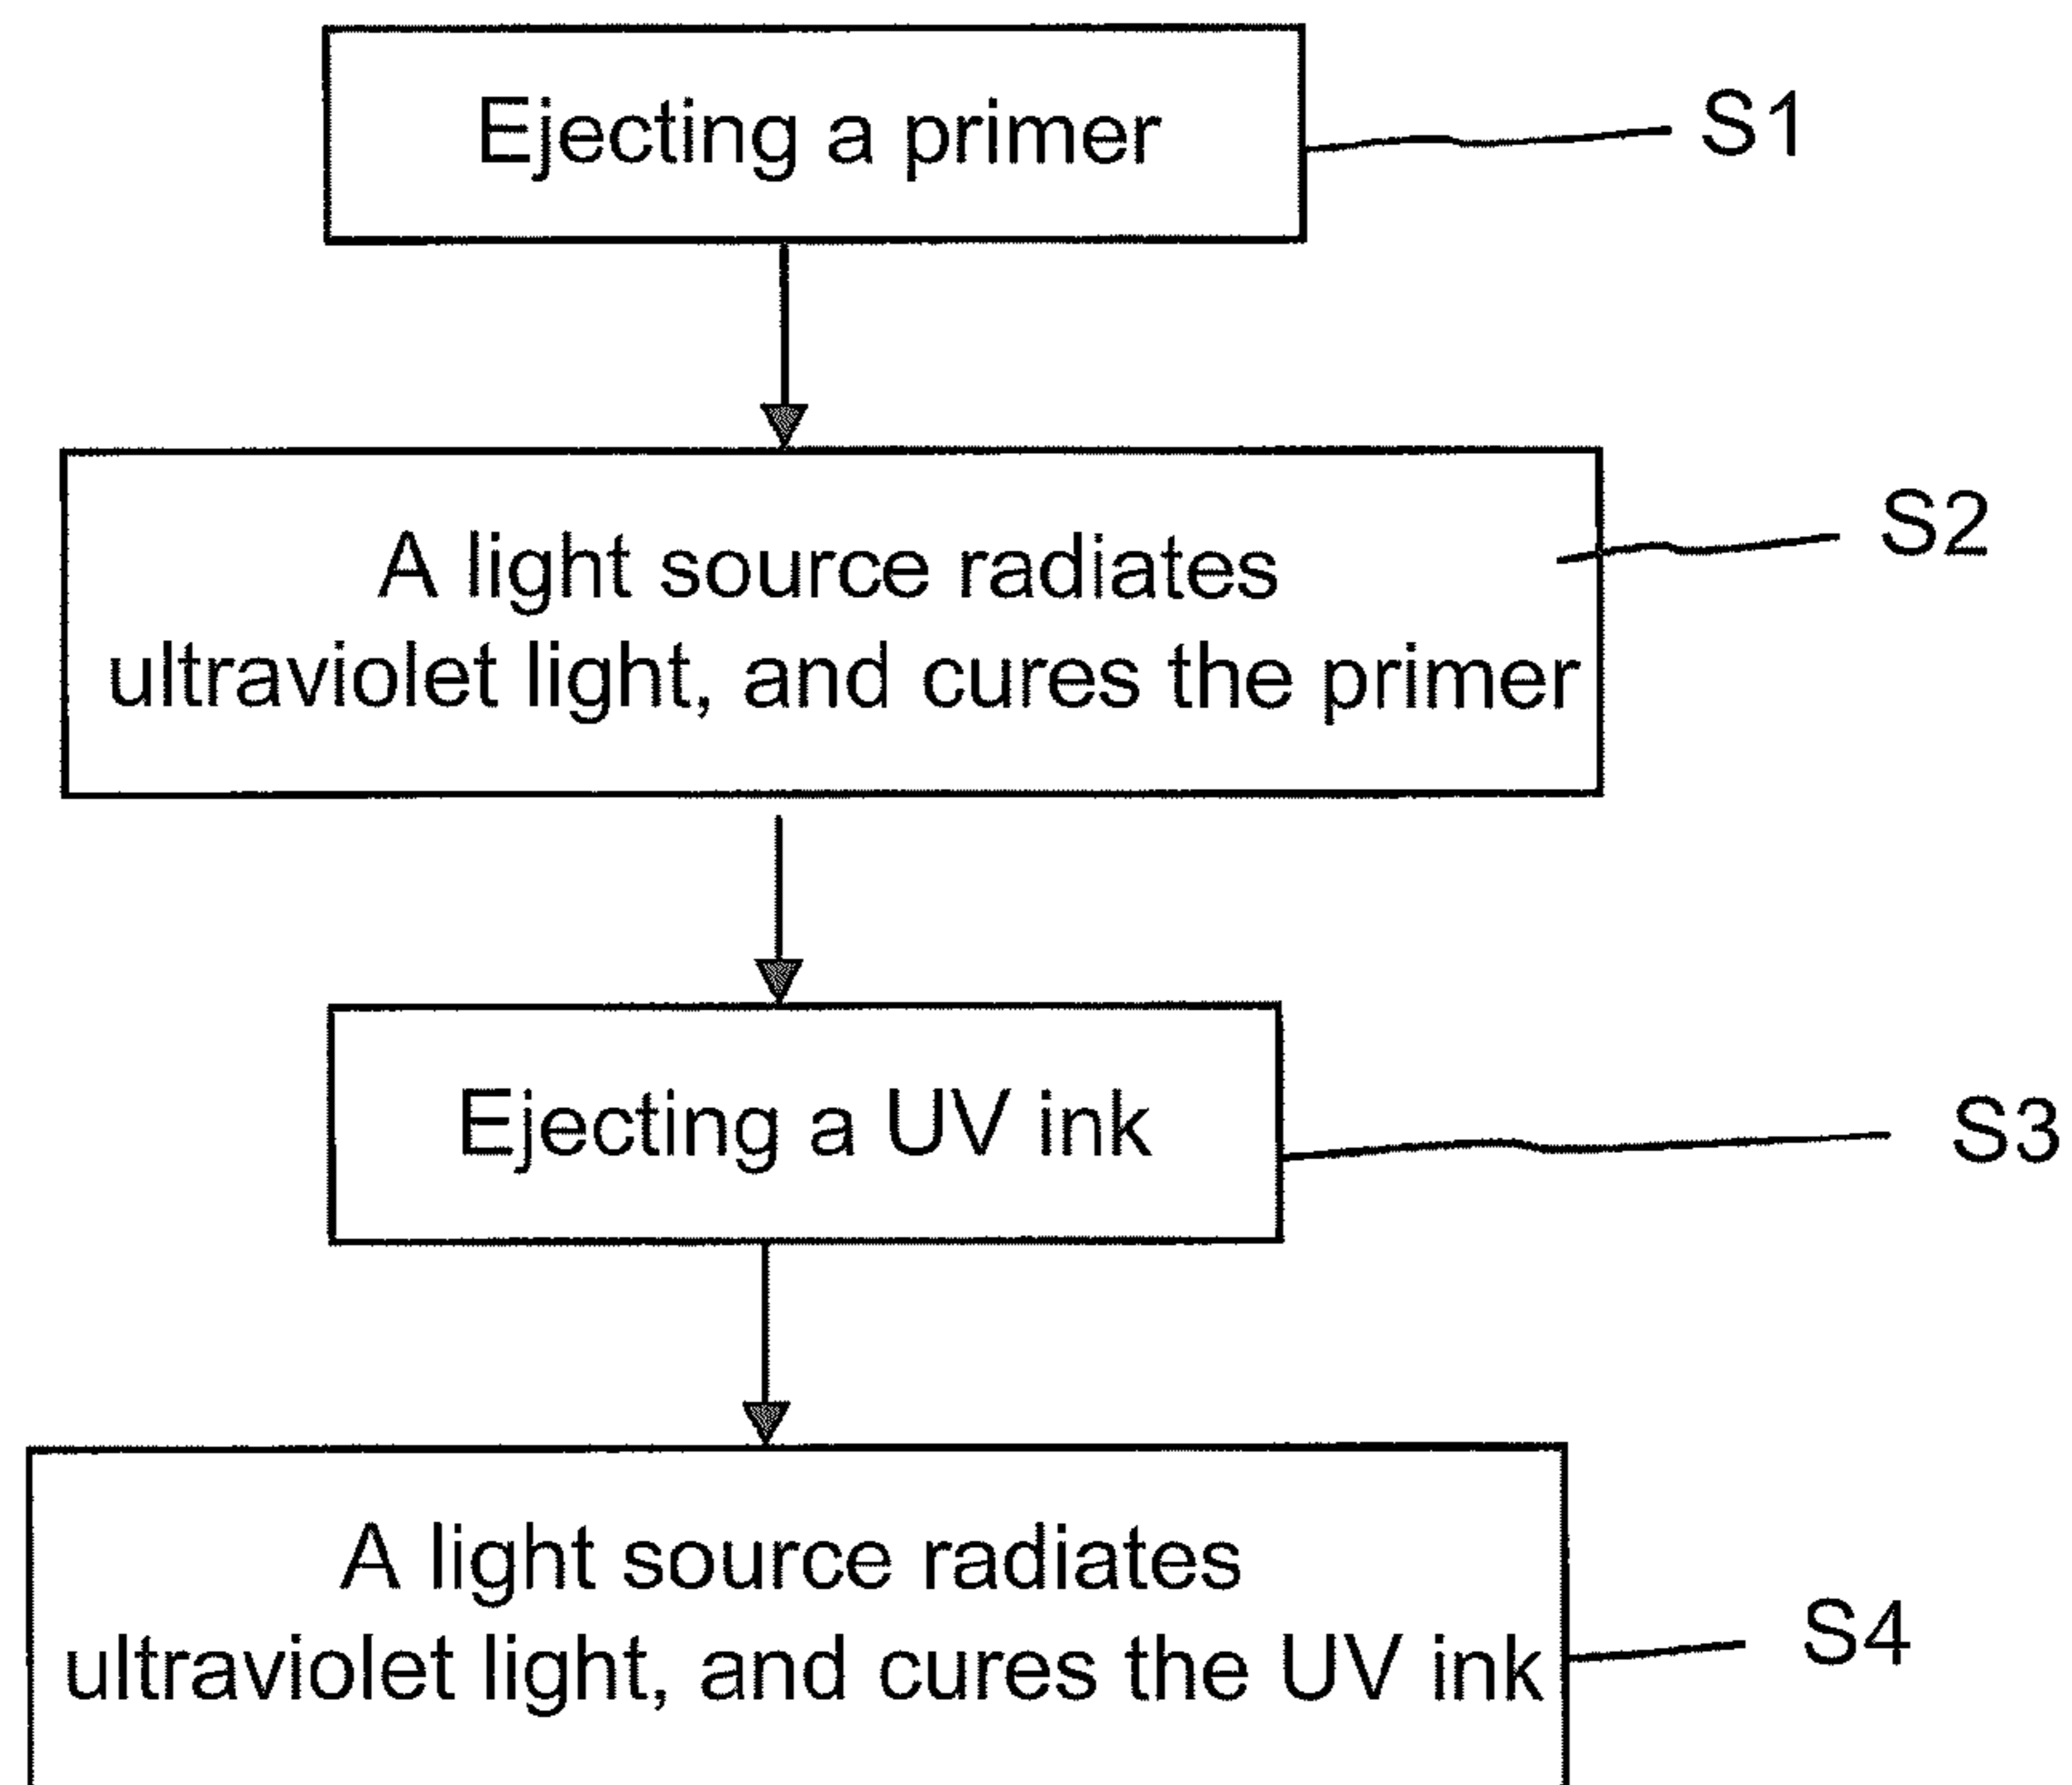 Ejecting a primer
S1
A light source radiates
ultraviolet light, and cures the primer
S2
Ejecting a UV ink
S3
A light source radiates
ultraviolet light, and cures the UV ink
S4